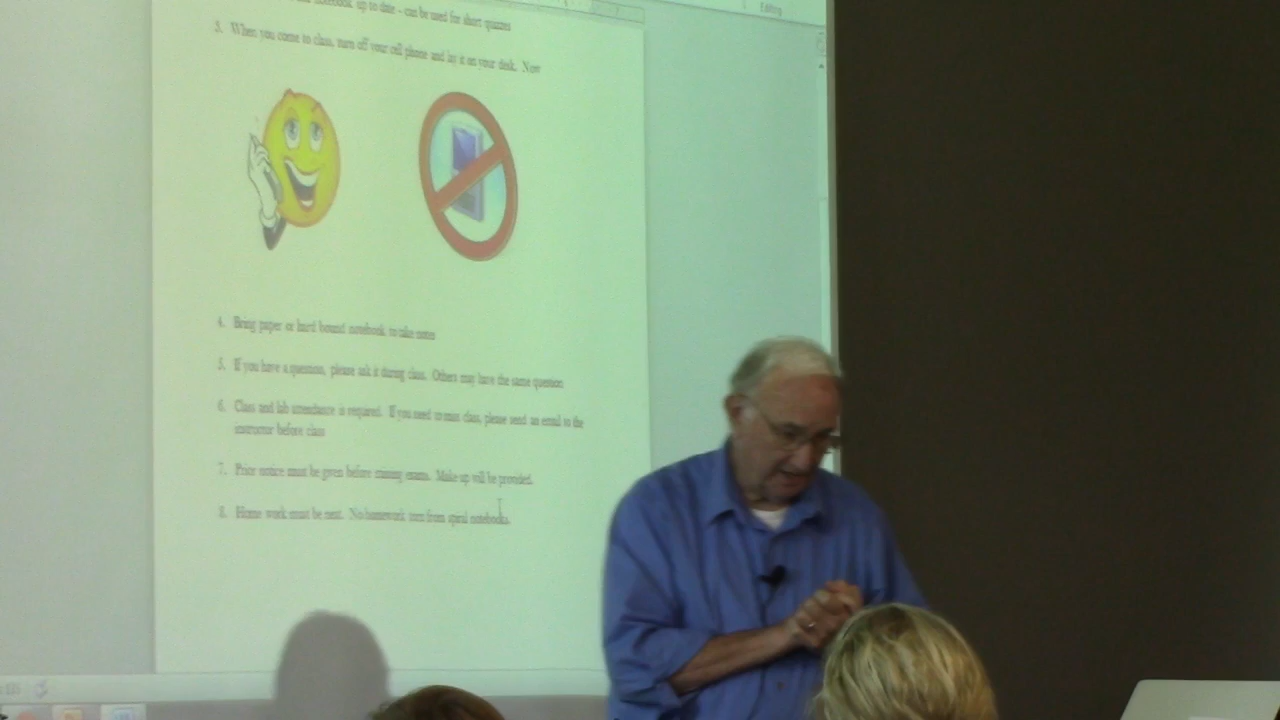 Editing
notebook up to date – can be used for short quizzes
3. When you come to class, turn off your cell phone and lay it on your desk. Now
4. Bring paper or hard bound notebook to take notes
5. If you have a question, please ask it during class. Others may have the same question
6. Class and lab attendance is required. If you need to miss class, please send an email to the
instructor before class
7. Prior notice must be given before missing exams. Make up will be provided.
8. Home work must be neat. No homework torn from spiral notebooks.